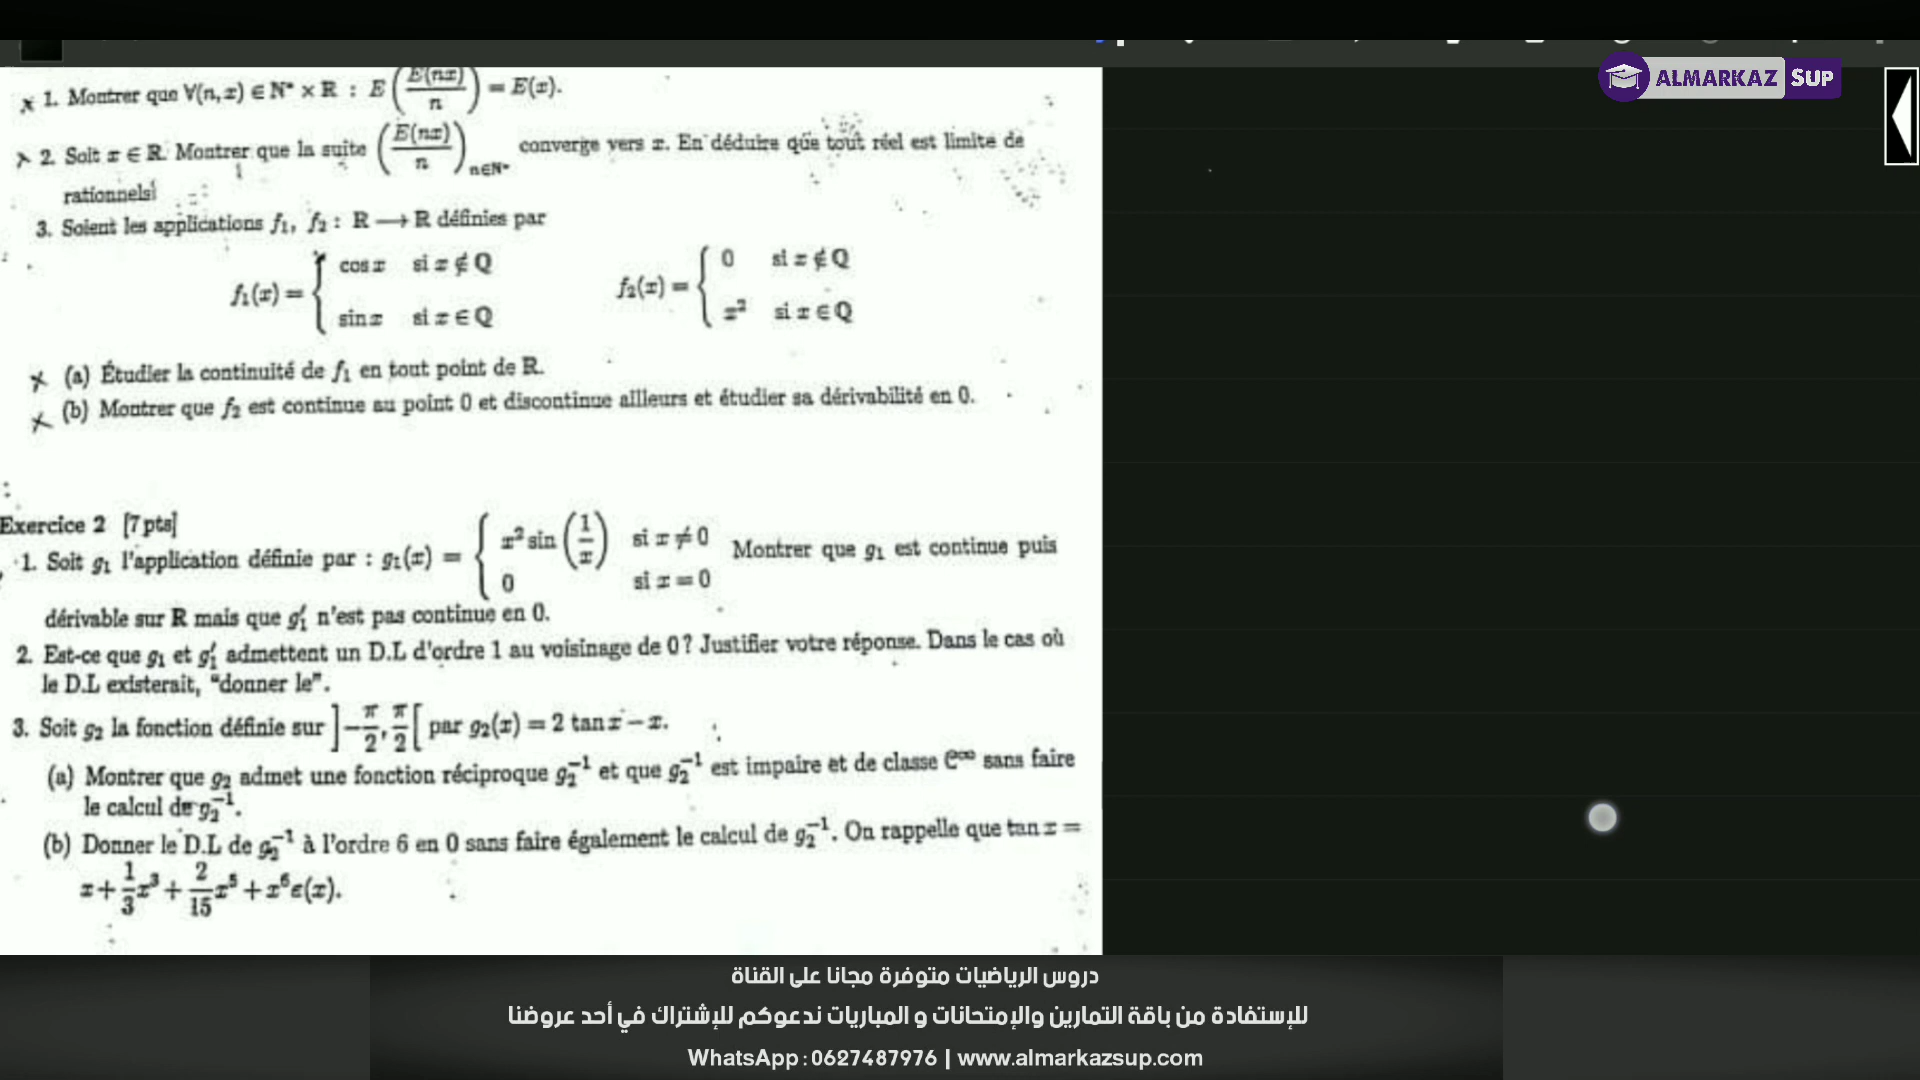 ALMARKAZ SUP
1. Montrer que ∀(n,x) ∈ N* × R : E(E(nx)/n) = E(x).
2. Soit x ∈ R. Montrer que la suite (E(nx)/n)n∈N* converge vers x. En déduire que tout réel est limite de
rationnels
3. Soient les applications f₁, f₂ : R ⟶ R définies par
f₁(x) = { cos x si x ∉ Q ; sin x si x ∈ Q
f₂(x) = { 0 si x ∉ Q ; x² si x ∈ Q
(a) Étudier la continuité de f₁ en tout point de R.
(b) Montrer que f₂ est continue au point 0 et discontinue ailleurs et étudier sa dérivabilité en 0.
Exercice 2 [7 pts]
1. Soit g₁ l'application définie par : g₁(x) = { x² sin(1/x) si x ≠ 0 ; 0 si x = 0 Montrer que g₁ est continue puis
dérivable sur R mais que g₁′ n'est pas continue en 0.
2. Est-ce que g₁ et g₁′ admettent un D.L d'ordre 1 au voisinage de 0 ? Justifier votre réponse. Dans le cas où
le D.L existerait, "donner le".
3. Soit g₂ la fonction définie sur ]−π/2, π/2[ par g₂(x) = 2 tan x − x.
(a) Montrer que g₂ admet une fonction réciproque g₂⁻¹ et que g₂⁻¹ est impaire et de classe C∞ sans faire
le calcul de g₂⁻¹.
(b) Donner le D.L de g₂⁻¹ à l'ordre 6 en 0 sans faire également le calcul de g₂⁻¹. On rappelle que tan x =
x + 1/3 x³ + 2/15 x⁵ + x⁶ε(x).
دروس الرياضيات متوفرة مجانا على القناة
للإستفادة من باقة التمارين والإمتحانات و المباريات ندعوكم للإشتراك في أحد عروضنا
WhatsApp : 0627487976 | www.almarkazsup.com